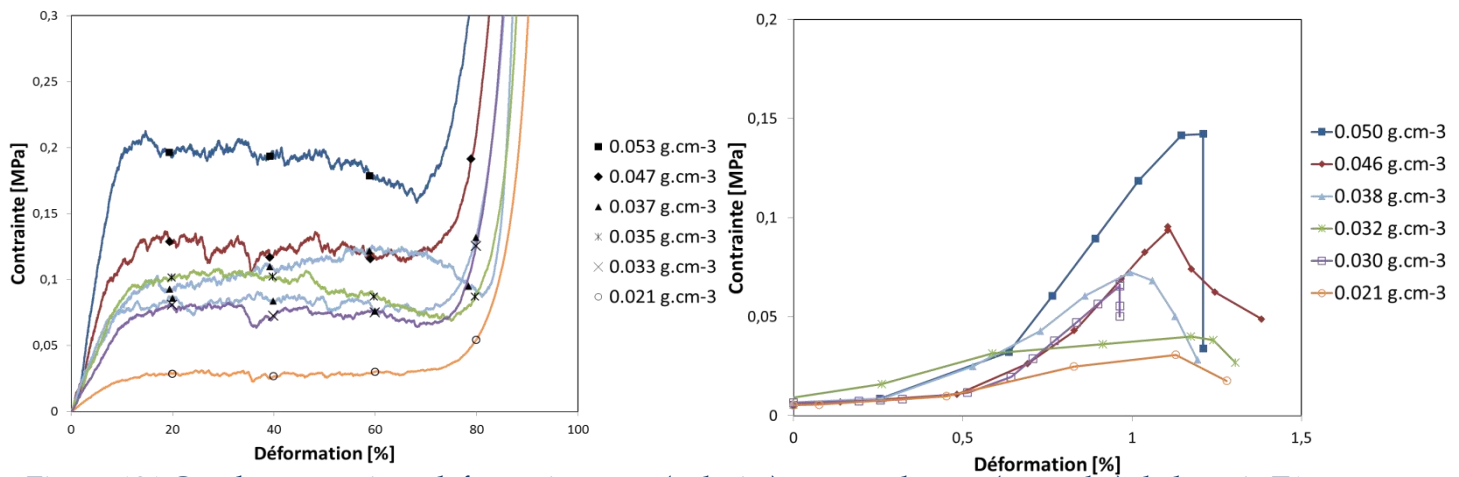 0,3
0,25
0,2
0,15
0,1
0,05
0
Contrainte [MPa]
0 20 40 60 80 100
Déformation [%]
0.053 g.cm-3
0.047 g.cm-3
0.037 g.cm-3
0.035 g.cm-3
0.033 g.cm-3
0.021 g.cm-3
0,2
0,15
0,1
0,05
0
Contrainte [MPa]
0 0,5 1 1,5
Déformation [%]
0.050 g.cm-3
0.046 g.cm-3
0.038 g.cm-3
0.032 g.cm-3
0.030 g.cm-3
0.021 g.cm-3